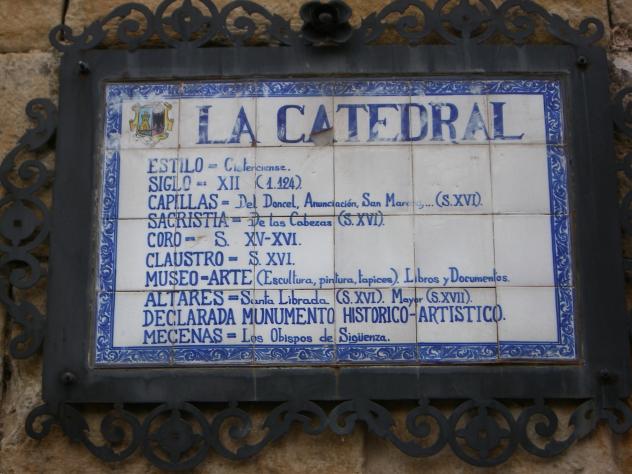 LA CATEDRAL
ESTILO = Cisterciense.
SIGLO = XII (1.124).
CAPILLAS = Del Doncel, Anunciación, San Marcos,... (S.XVI).
SACRISTIA = De las Cabezas (S.XVI).
CORO = S. XV-XVI.
CLAUSTRO = S. XVI.
MUSEO-ARTE (Escultura, pintura, tapices). Libros y Documentos.
ALTARES = Santa Librada (S.XVI). Mayor (S.XVII).
DECLARADA MUNUMENTO HISTORICO-ARTISTICO.
MECENAS = Los Obispos de Sigüenza.